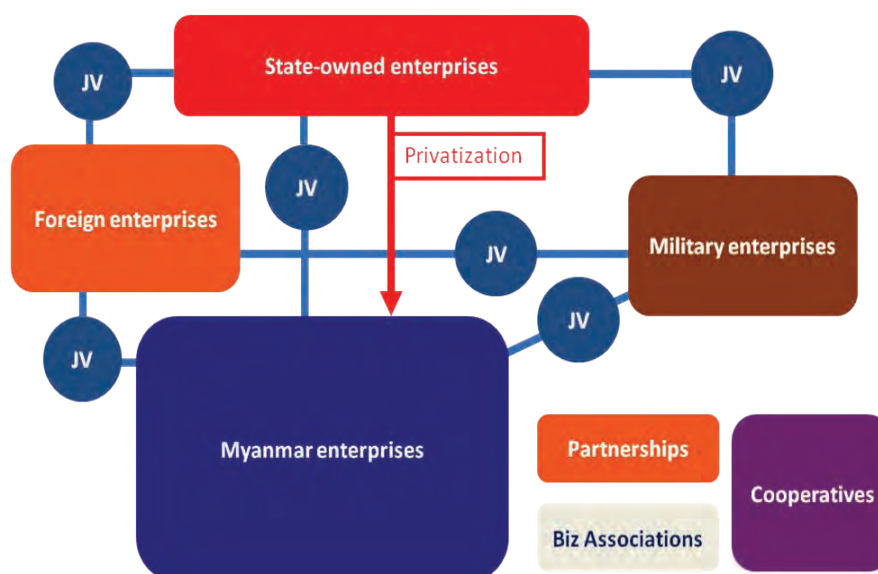 State-owned enterprises
JV
JV
Privatization
JV
Foreign enterprises
Military enterprises
JV
JV
JV
Myanmar enterprises
Partnerships
Cooperatives
Biz Associations